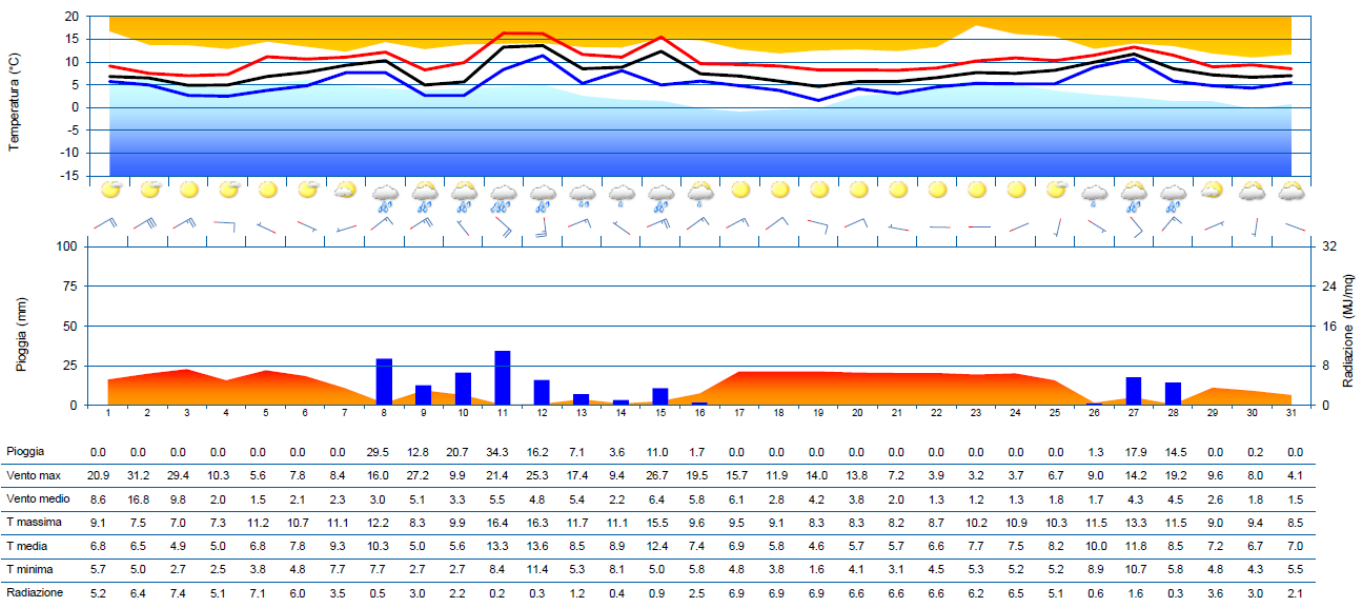 Temperatura (°C)
20
15
10
5
0
-5
-10
-15
Pioggia (mm)
100
75
50
25
0
Radiazione (MJ/mq)
32
24
16
8
0
1 2 3 4 5 6 7 8 9 10 11 12 13 14 15 16 17 18 19 20 21 22 23 24 25 26 27 28 29 30 31
Pioggia 0.0 0.0 0.0 0.0 0.0 0.0 0.0 29.5 12.8 20.7 34.3 16.2 7.1 3.6 11.0 1.7 0.0 0.0 0.0 0.0 0.0 0.0 0.0 0.0 0.0 1.3 17.9 14.5 0.0 0.2 0.0
Vento max 20.9 31.2 29.4 10.3 5.6 7.8 8.4 16.0 27.2 9.9 21.4 25.3 17.4 9.4 26.7 19.5 15.7 11.9 14.0 13.8 7.2 3.9 3.2 3.7 6.7 9.0 14.2 19.2 9.6 8.0 4.1
Vento medio 8.6 16.8 9.8 2.0 1.5 2.1 2.3 3.0 5.1 3.3 5.5 4.8 5.4 2.2 6.4 5.8 6.1 2.8 4.2 3.8 2.0 1.3 1.2 1.3 1.8 1.7 4.3 4.5 2.6 1.8 1.5
T massima 9.1 7.5 7.0 7.3 11.2 10.7 11.1 12.2 8.3 9.9 16.4 16.3 11.7 11.1 15.5 9.6 9.5 9.1 8.3 8.3 8.2 8.7 10.2 10.9 10.3 11.5 13.3 11.5 9.0 9.4 8.5
T media 6.8 6.5 4.9 5.0 6.8 7.8 9.3 10.3 5.0 5.6 13.3 13.6 8.5 8.9 12.4 7.4 6.9 5.8 4.6 5.7 5.7 6.6 7.7 7.5 8.2 10.0 11.8 8.5 7.2 6.7 7.0
T minima 5.7 5.0 2.7 2.5 3.8 4.8 7.7 7.7 2.7 2.7 8.4 11.4 5.3 8.1 5.0 5.8 4.8 3.8 1.6 4.1 3.1 4.5 5.3 5.2 5.2 8.9 10.7 5.8 4.8 4.3 5.5
Radiazione 5.2 6.4 7.4 5.1 7.1 6.0 3.5 0.5 3.0 2.2 0.2 0.3 1.2 0.4 0.9 2.5 6.9 6.9 6.9 6.6 6.6 6.6 6.2 6.5 5.1 0.6 1.6 0.3 3.6 3.0 2.1